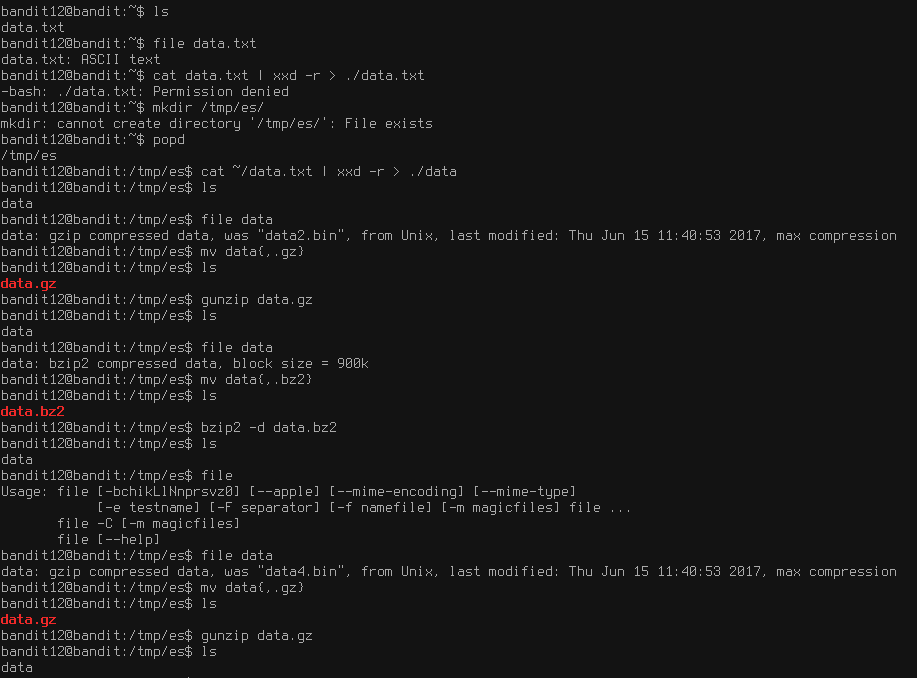 bandit12@bandit:~$ ls
data.txt
bandit12@bandit:~$ file data.txt
data.txt: ASCII text
bandit12@bandit:~$ cat data.txt | xxd -r > ./data.txt
-bash: ./data.txt: Permission denied
bandit12@bandit:~$ mkdir /tmp/es/
mkdir: cannot create directory '/tmp/es/': File exists
bandit12@bandit:~$ popd
/tmp/es
bandit12@bandit:/tmp/es$ cat ~/data.txt | xxd -r > ./data
bandit12@bandit:/tmp/es$ ls
data
bandit12@bandit:/tmp/es$ file data
data: gzip compressed data, was "data2.bin", from Unix, last modified: Thu Jun 15 11:40:53 2017, max compression
bandit12@bandit:/tmp/es$ mv data{,.gz}
bandit12@bandit:/tmp/es$ ls
data.gz
bandit12@bandit:/tmp/es$ gunzip data.gz
bandit12@bandit:/tmp/es$ ls
data
bandit12@bandit:/tmp/es$ file data
data: bzip2 compressed data, block size = 900k
bandit12@bandit:/tmp/es$ mv data{,.bz2}
bandit12@bandit:/tmp/es$ ls
data.bz2
bandit12@bandit:/tmp/es$ bzip2 -d data.bz2
bandit12@bandit:/tmp/es$ ls
data
bandit12@bandit:/tmp/es$ file
Usage: file [-bchikLlNnprsvz0] [--apple] [--mime-encoding] [--mime-type]
            [-e testname] [-F separator] [-f namefile] [-m magicfiles] file ...
       file -C [-m magicfiles]
       file [--help]
bandit12@bandit:/tmp/es$ file data
data: gzip compressed data, was "data4.bin", from Unix, last modified: Thu Jun 15 11:40:53 2017, max compression
bandit12@bandit:/tmp/es$ mv data{,.gz}
bandit12@bandit:/tmp/es$ ls
data.gz
bandit12@bandit:/tmp/es$ gunzip data.gz
bandit12@bandit:/tmp/es$ ls
data